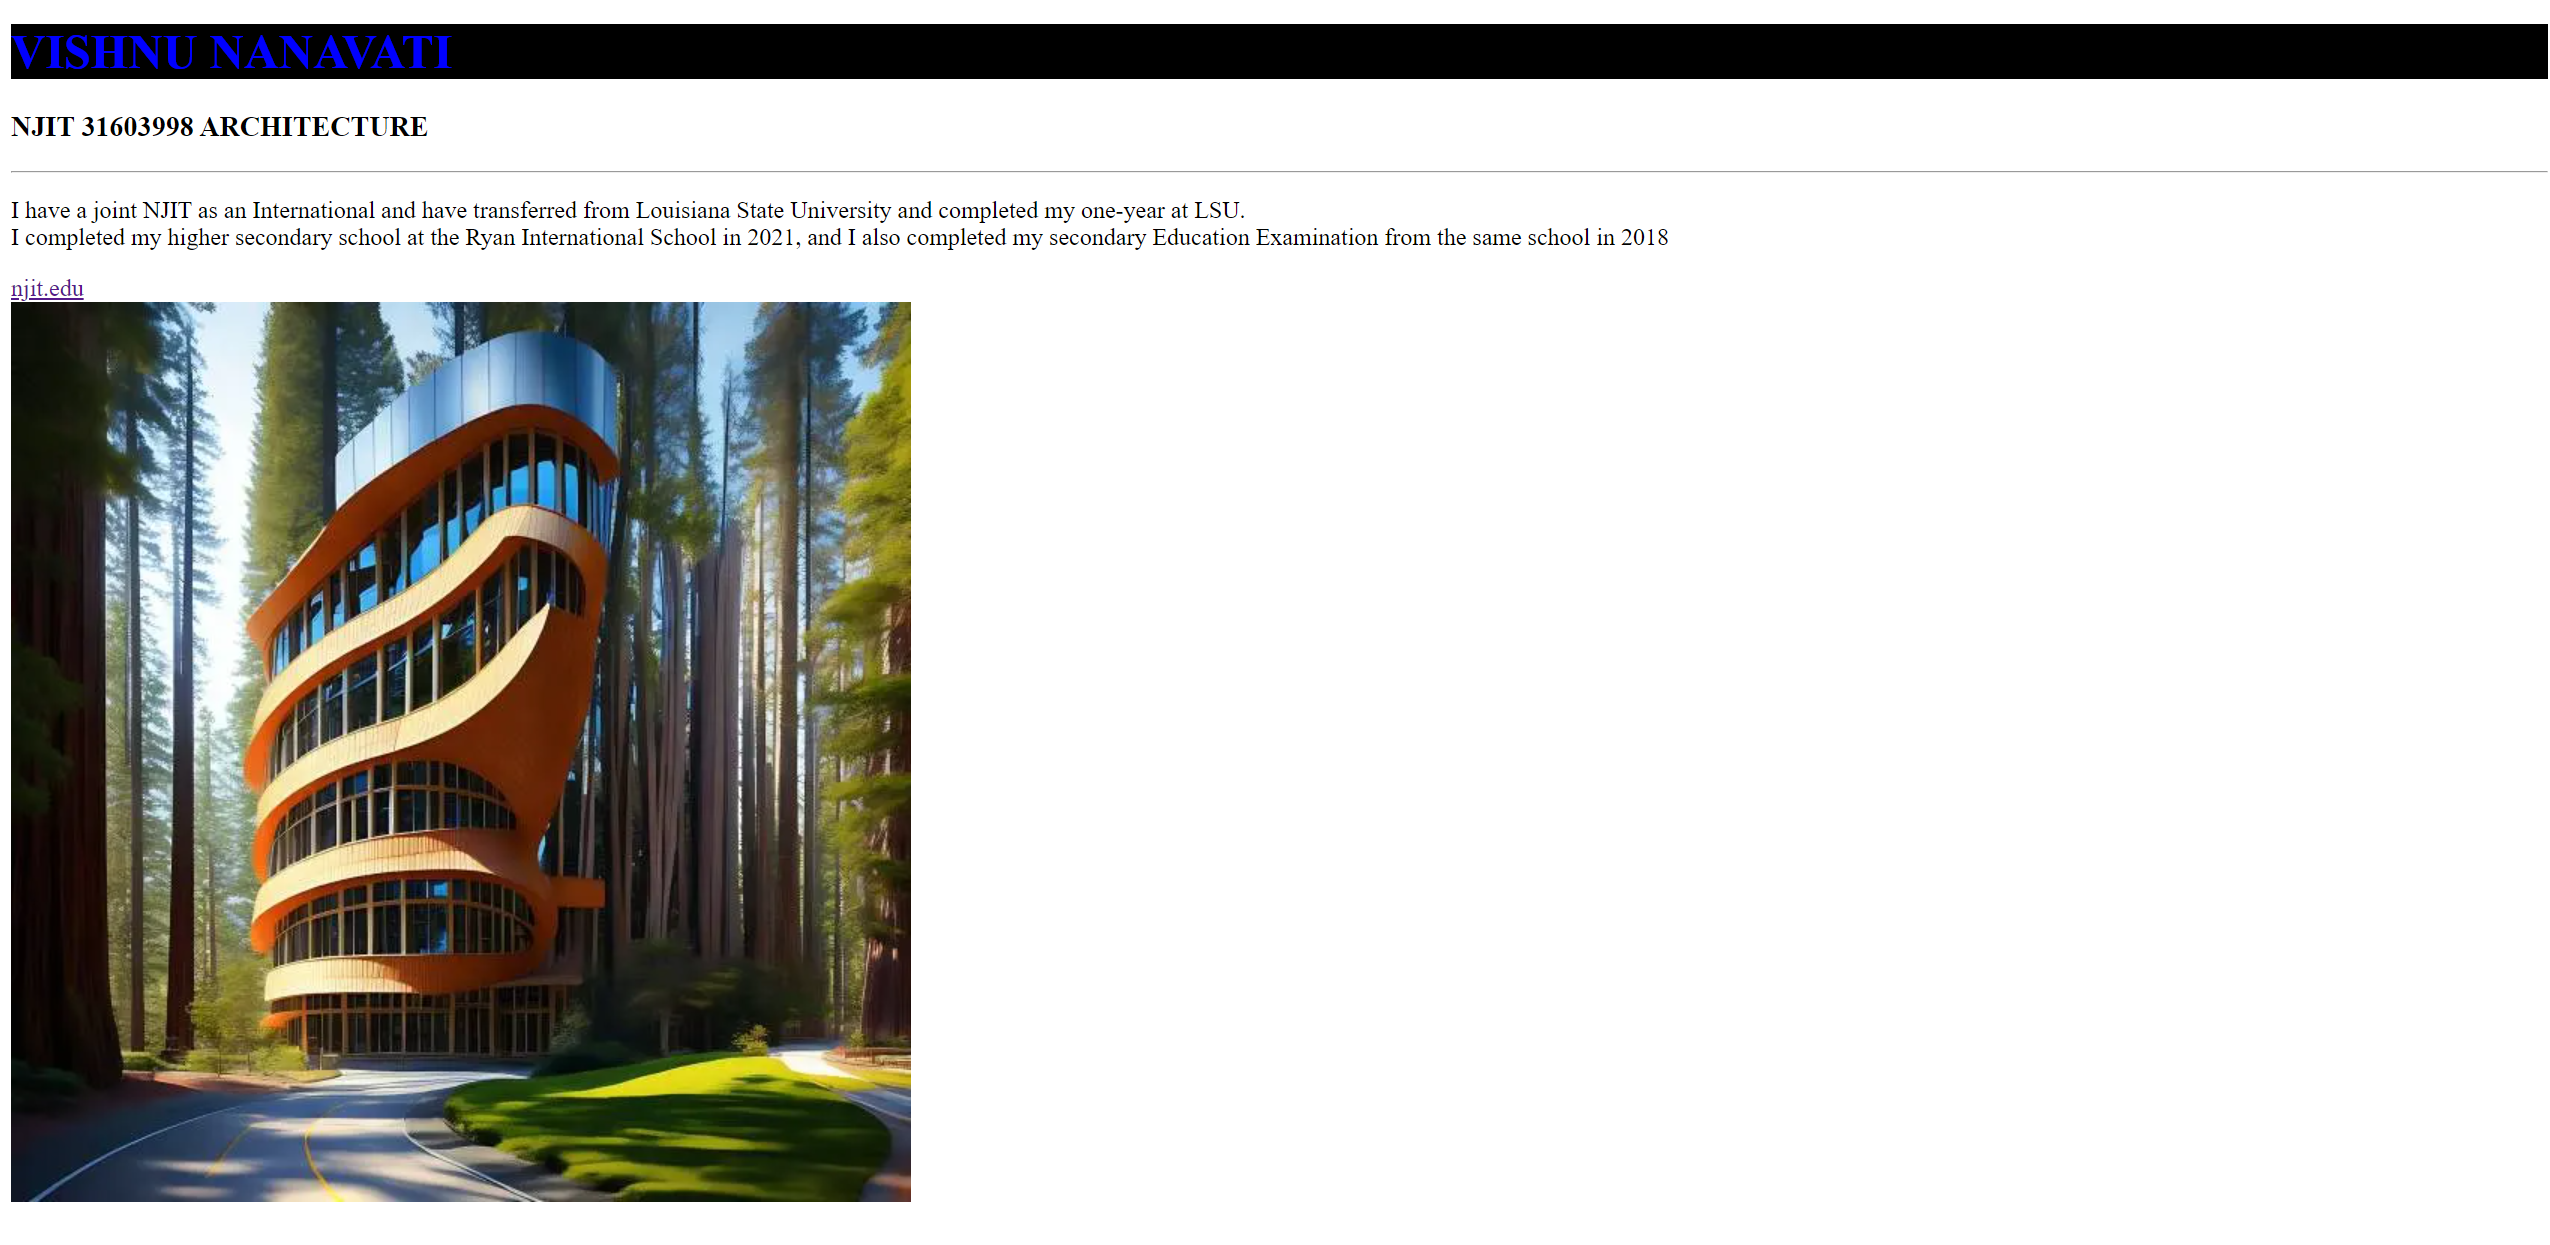 VISHNU NANAVATI
NJIT 31603998 ARCHITECTURE
I have a joint NJIT as an International and have transferred from Louisiana State University and completed my one-year at LSU.
I completed my higher secondary school at the Ryan International School in 2021, and I also completed my secondary Education Examination from the same school in 2018
njit.edu